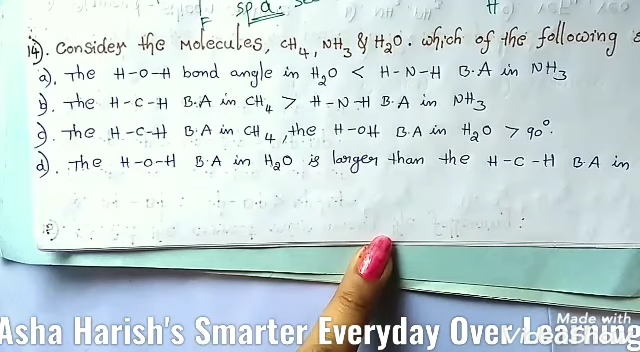 F sp a.
H
14). Consider the molecules, CH4, NH3 & H2O. which of the following
a). The H-O-H bond angle in H2O < H-N-H B.A in NH3
b). The H-C-H B.A in CH4 > H-N-H B.A in NH3
c). The H-C-H B.A in CH4, the H-OH B.A in H2O > 90°.
d). The H-O-H B.A in H2O is larger than the H-C-H B.A in
Made with
VideoShow
Asha Harish's Smarter Everyday Over Learning